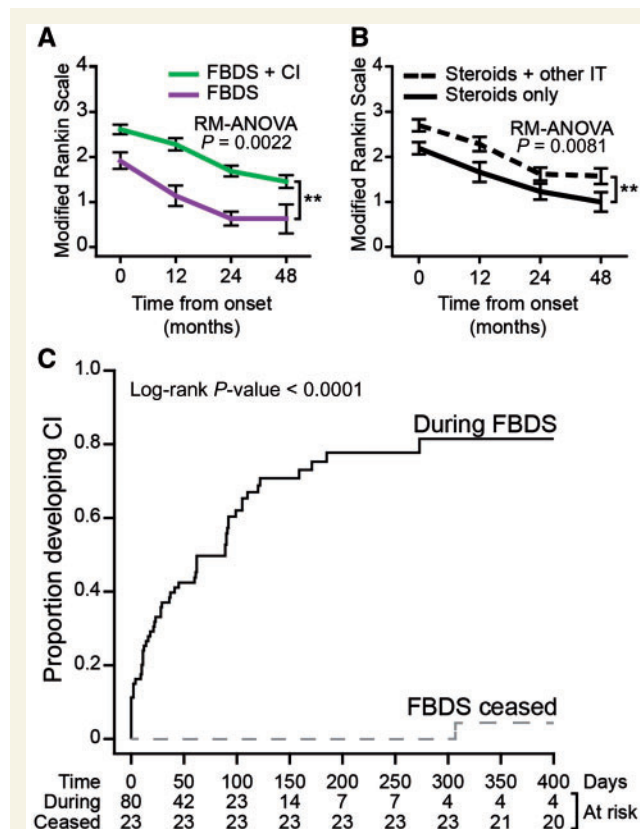 A
4
3
2
1
0
Modified Rankin Scale
FBDS + CI
FBDS
RM-ANOVA
P = 0.0022
**
0 12 24 48
Time from onset
(months)
B
4
3
2
1
0
Modified Rankin Scale
Steroids + other IT
Steroids only
RM-ANOVA
P = 0.0081
**
0 12 24 48
Time from onset
(months)
C
1.0
0.8
0.6
0.4
0.2
0
Proportion developing CI
Log-rank P-value < 0.0001
During FBDS
FBDS ceased
Time 0 50 100 150 200 250 300 350 400 Days
During 80 42 23 14 7 7 4 4 4
Ceased 23 23 23 23 23 23 23 21 20
At risk